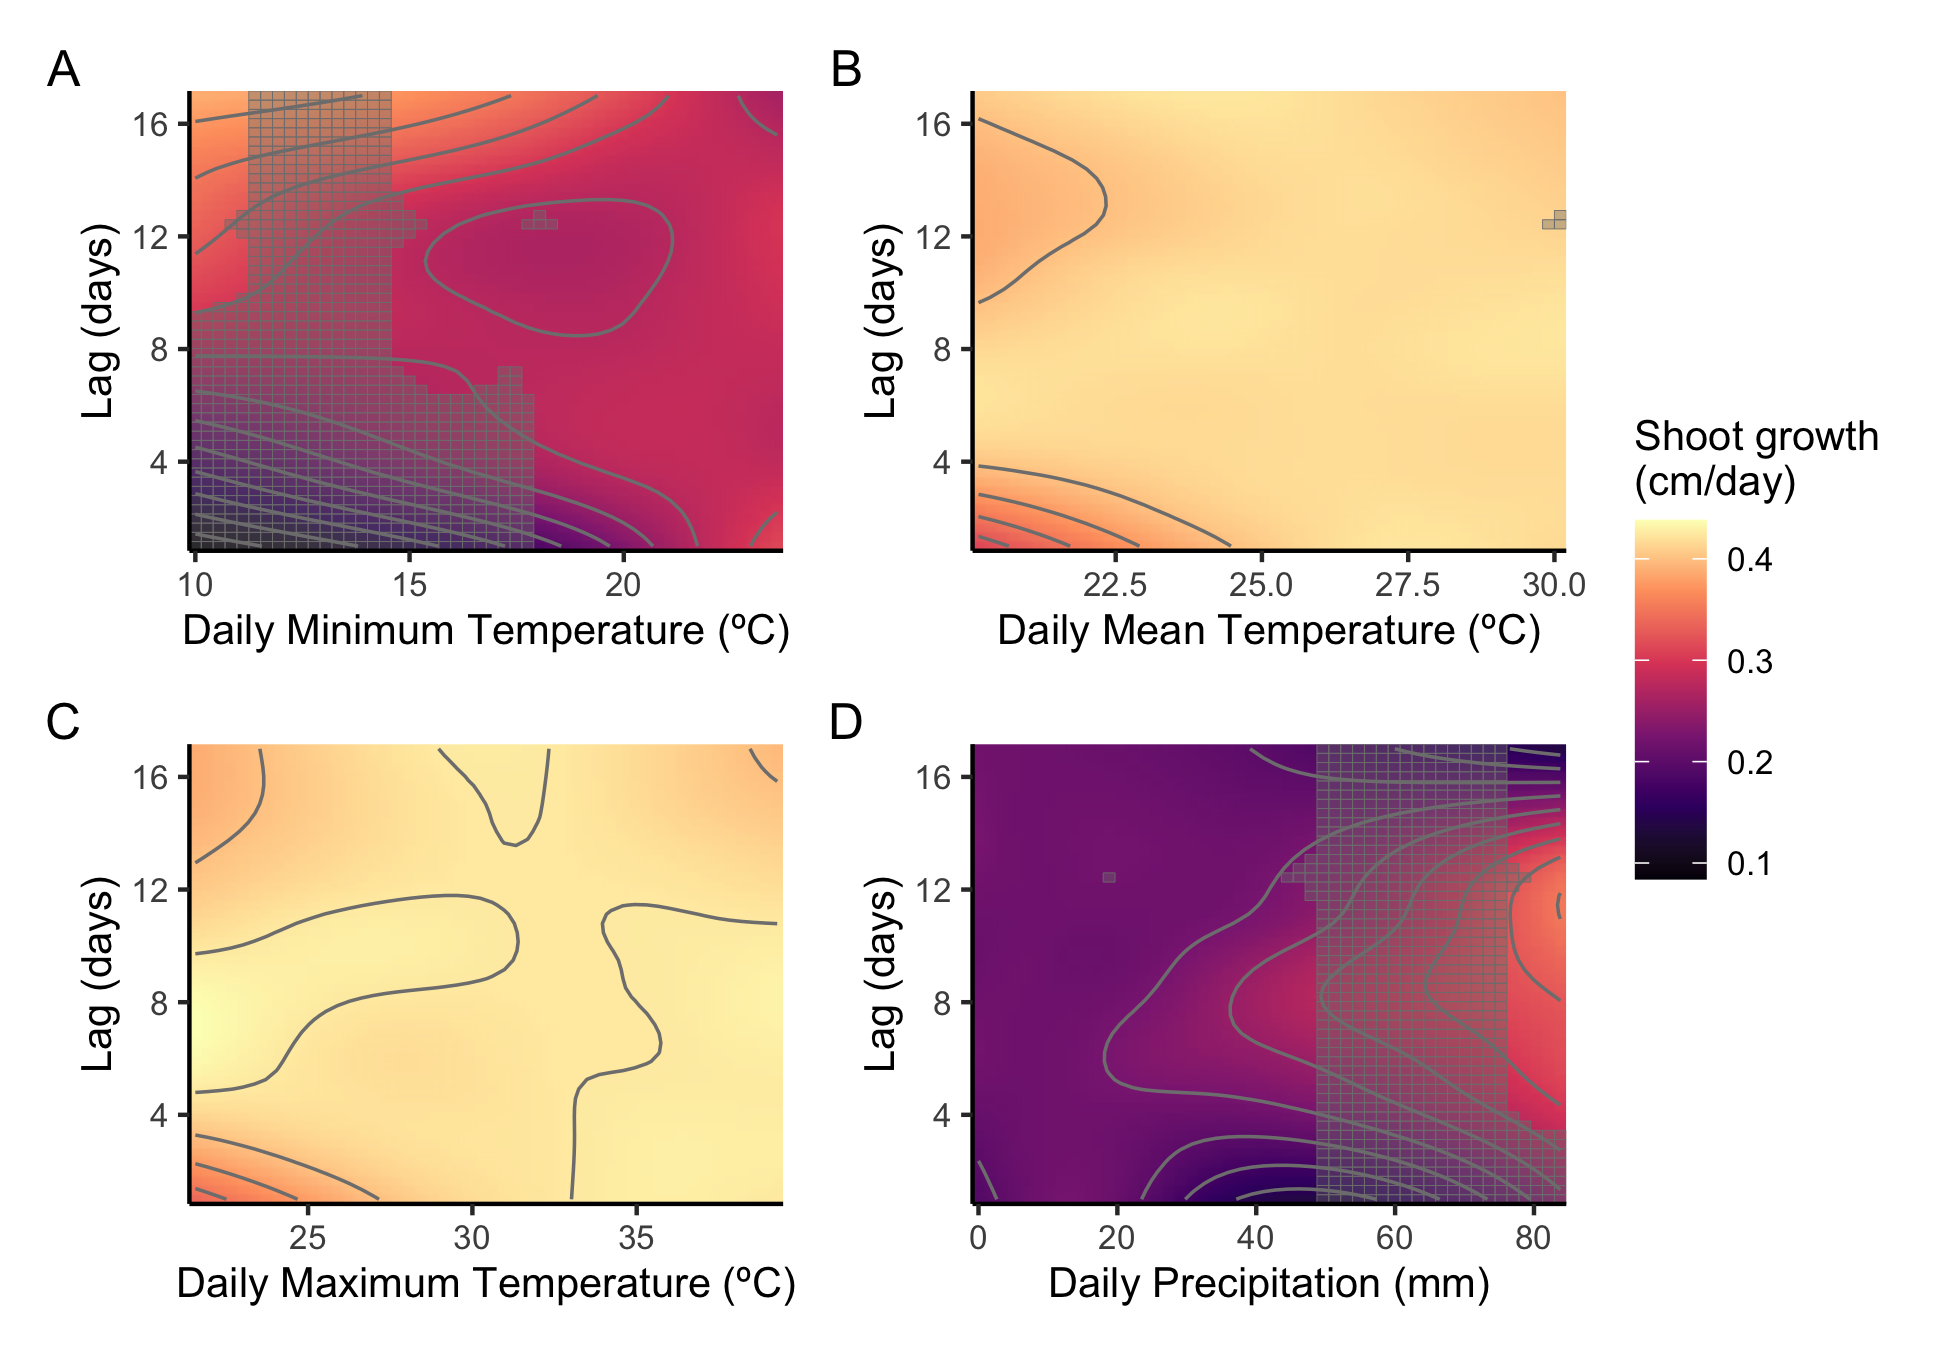 A
Lag (days)
16
12
8
4
10 15 20
Daily Minimum Temperature (ºC)
B
Lag (days)
16
12
8
4
22.5 25.0 27.5 30.0
Daily Mean Temperature (ºC)
C
Lag (days)
16
12
8
4
25 30 35
Daily Maximum Temperature (ºC)
D
Lag (days)
16
12
8
4
0 20 40 60 80
Daily Precipitation (mm)
Shoot growth
(cm/day)
0.4
0.3
0.2
0.1